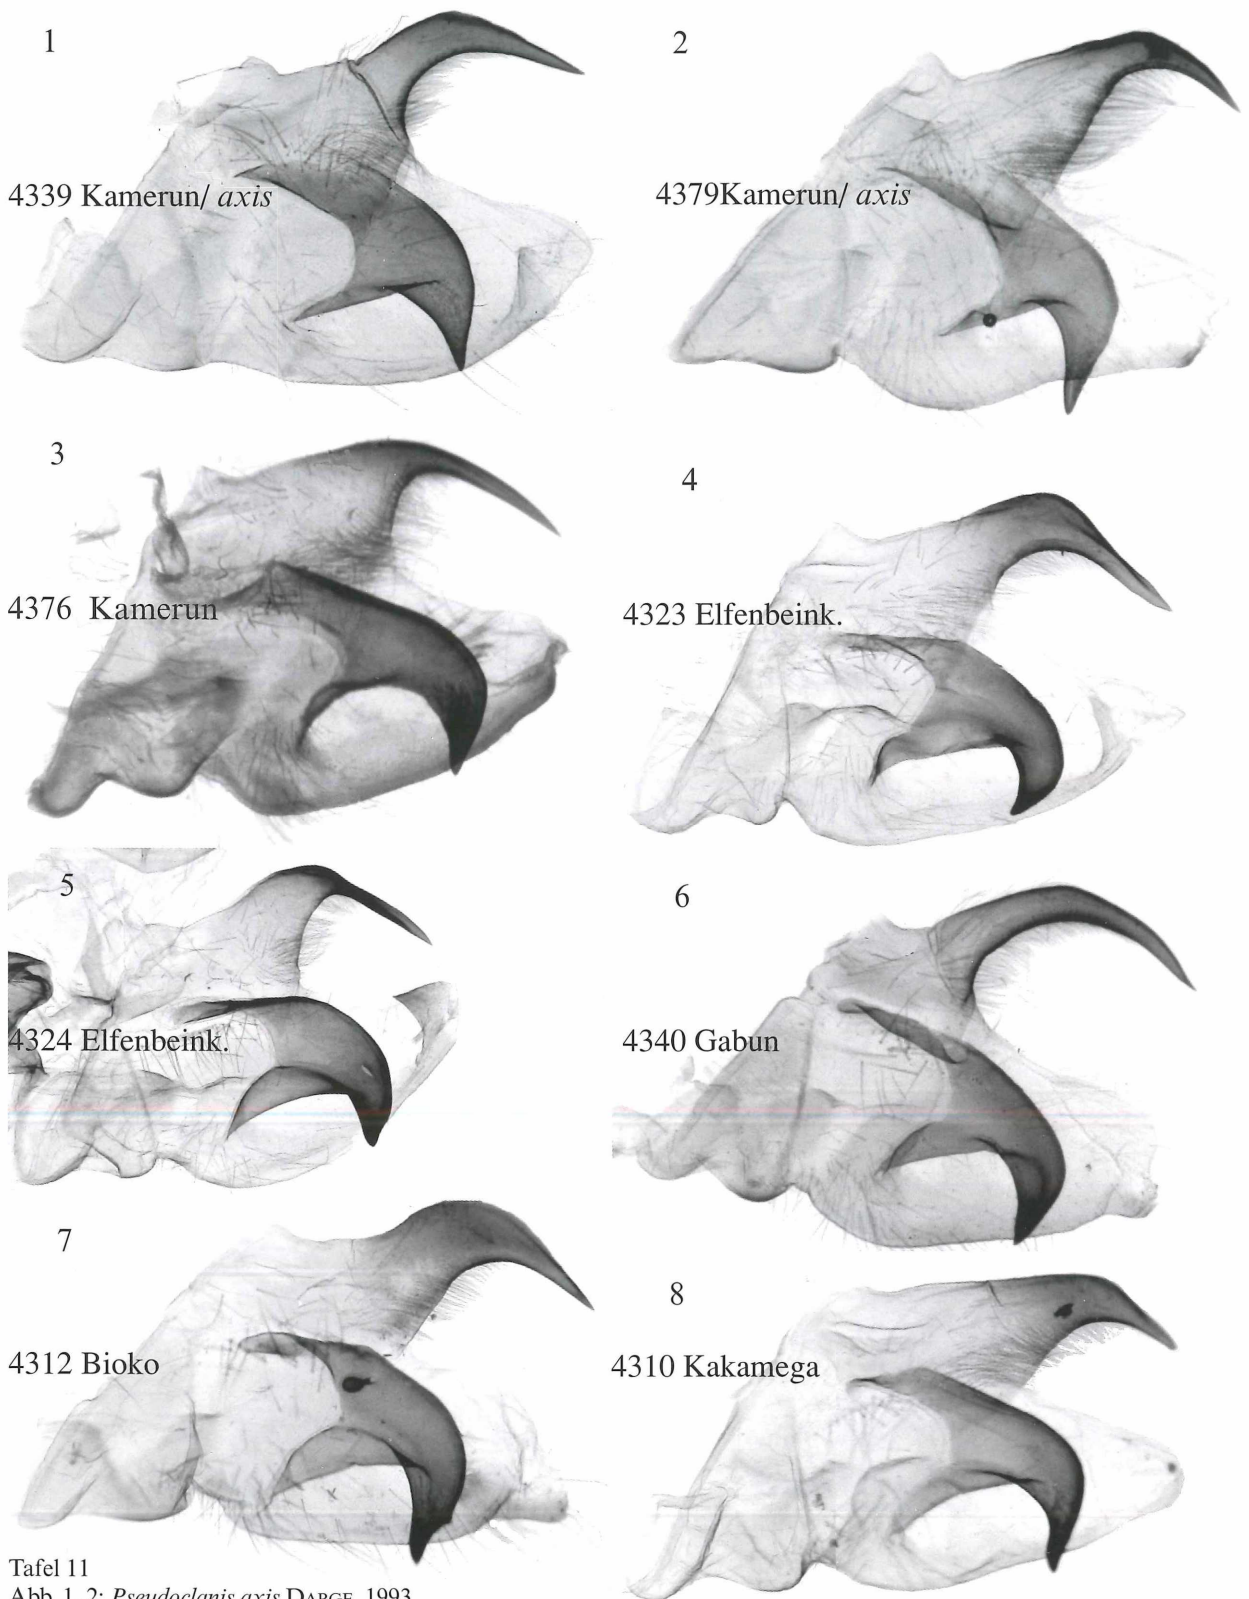 1
4339 Kamerun/ axis
2
4379Kamerun/ axis
3
4376 Kamerun
4
4323 Elfenbeink.
5
4324 Elfenbeink.
6
4340 Gabun
7
4312 Bioko
8
4310 Kakamega
Tafel 11
Abb. 1, 2: Pseudoclanis axis DARGE, 1993